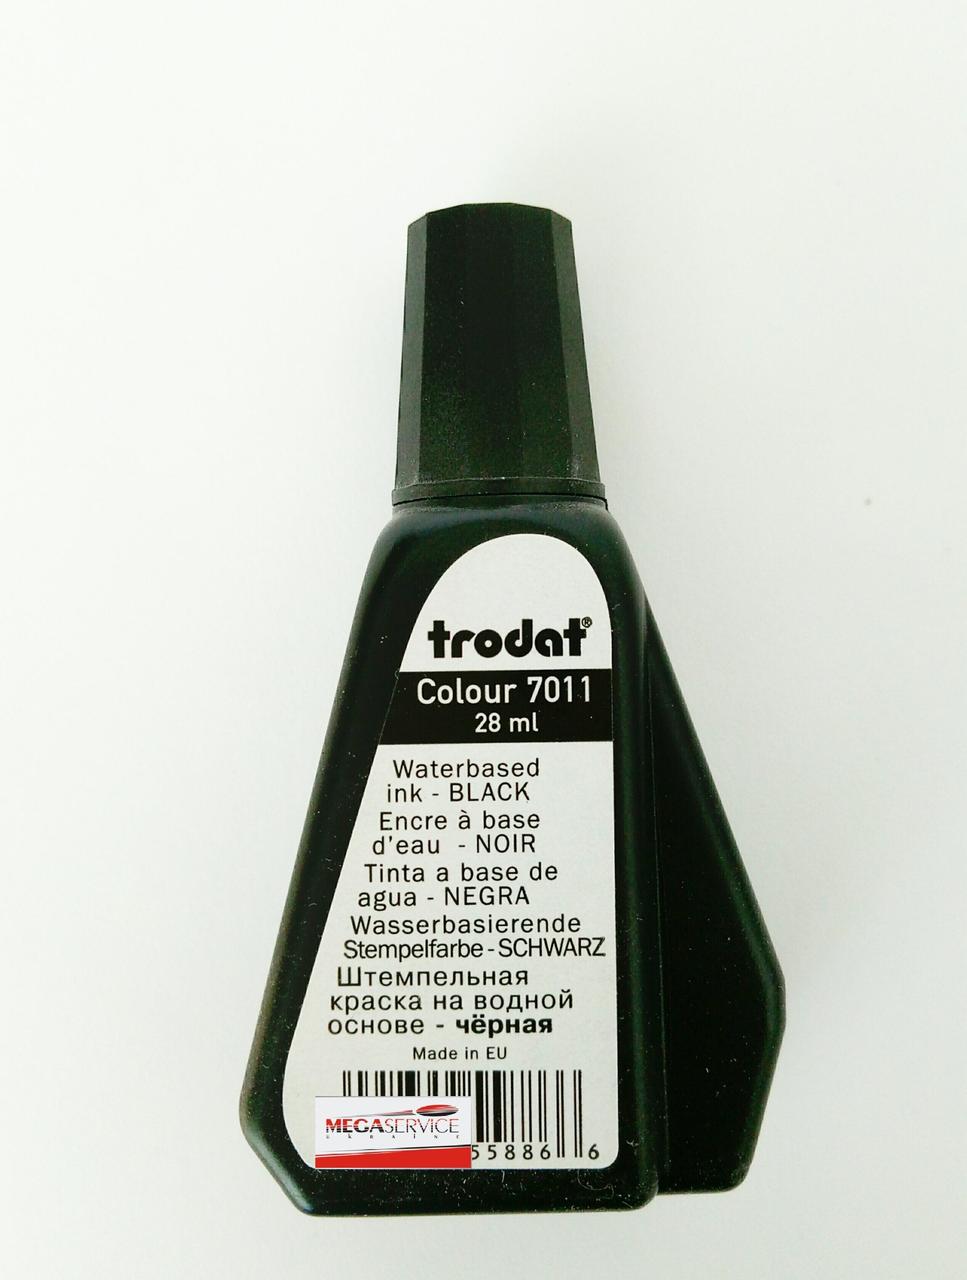 trodat®
Colour 7011
28 ml
Waterbased
ink - BLACK
Encre à base
d'eau - NOIR
Tinta a base de
agua - NEGRA
Wasserbasierende
Stempelfarbe - SCHWARZ
Штемпельная
краска на водной
основе - чёрная
Made in EU
MEGASERVICE
UKRAINE
55886 6